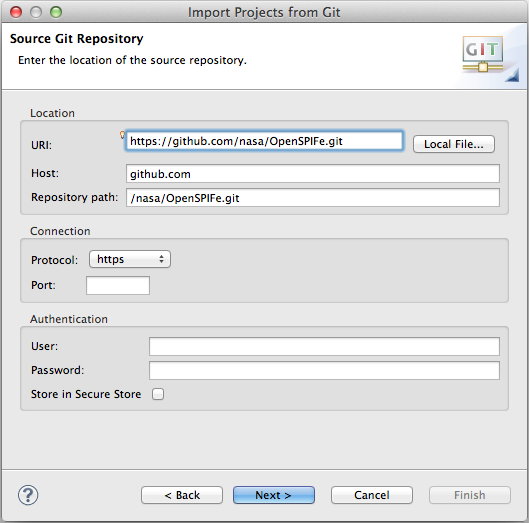 Import Projects from Git
Source Git Repository
Enter the location of the source repository.
GIT
Location
URI: https://github.com/nasa/OpenSPIFe.git Local File...
Host: github.com
Repository path: /nasa/OpenSPIFe.git
Connection
Protocol: https
Port:
Authentication
User:
Password:
Store in Secure Store
? < Back Next > Cancel Finish